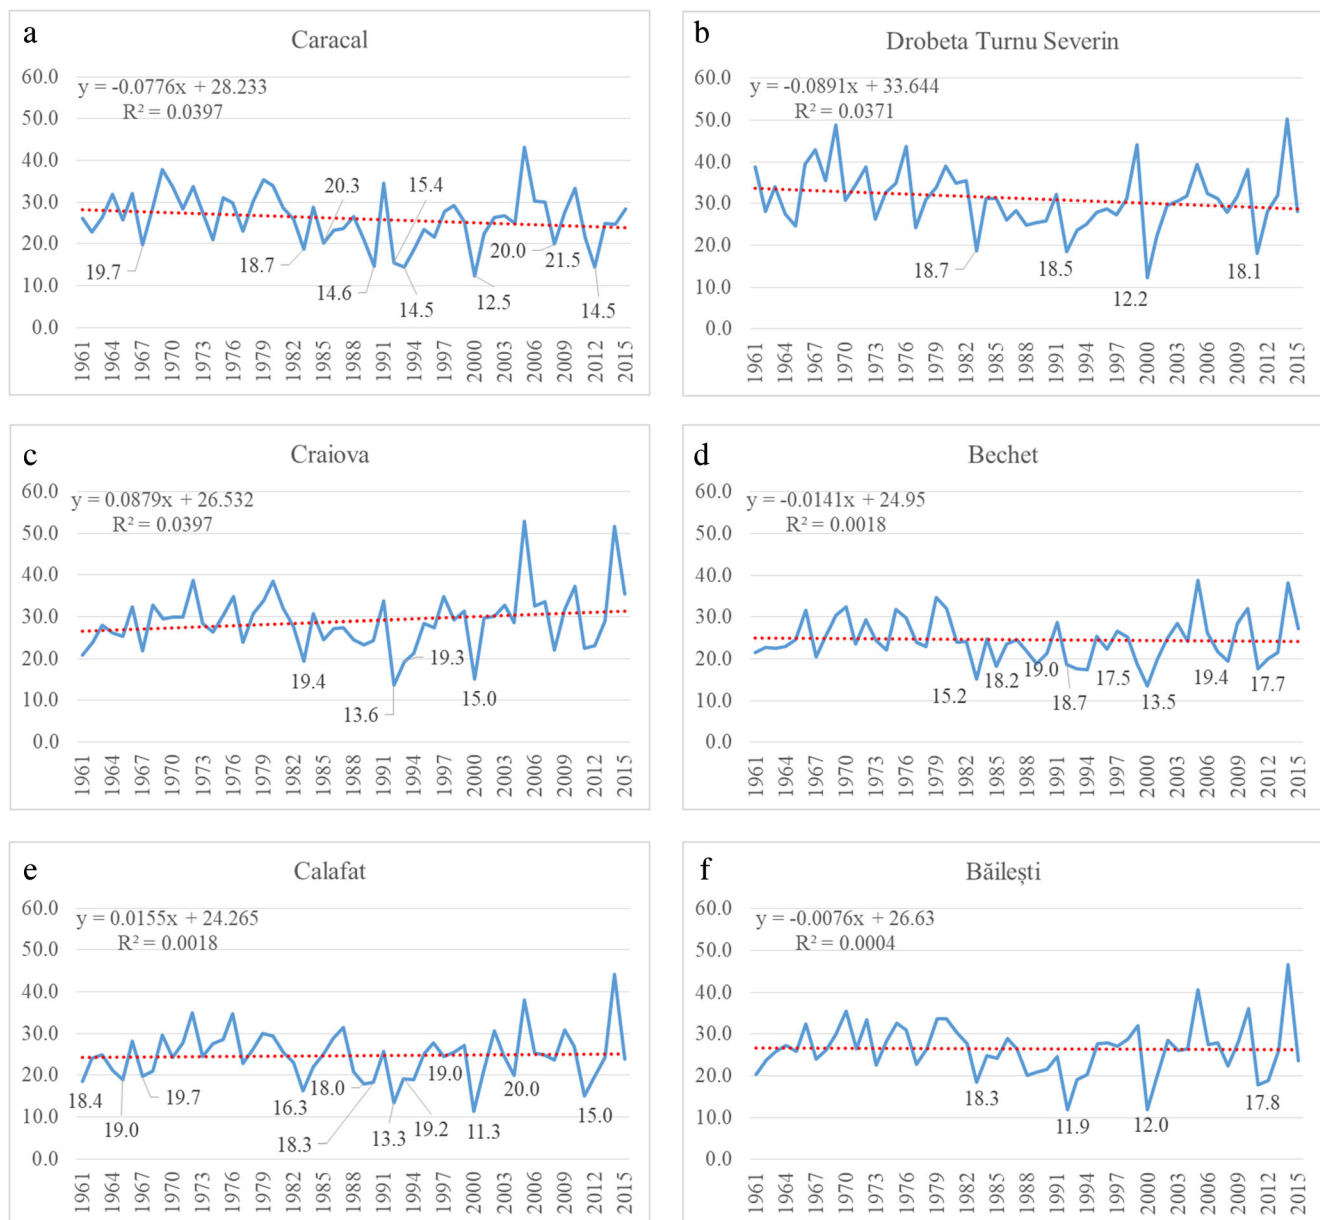 a
Caracal
y = -0.0776x + 28.233
R² = 0.0397
60.0
50.0
40.0
30.0
20.0
10.0
0.0
19.7
18.7
20.3
14.6
15.4
14.5
12.5
20.0
21.5
14.5
1961 1964 1967 1970 1973 1976 1979 1982 1985 1988 1991 1994 1997 2000 2003 2006 2009 2012 2015
b
Drobeta Turnu Severin
y = -0.0891x + 33.644
R² = 0.0371
60.0
50.0
40.0
30.0
20.0
10.0
0.0
18.7
18.5
12.2
18.1
1961 1964 1967 1970 1973 1976 1979 1982 1985 1988 1991 1994 1997 2000 2003 2006 2009 2012 2015
c
Craiova
y = 0.0879x + 26.532
R² = 0.0397
60.0
50.0
40.0
30.0
20.0
10.0
0.0
19.4
13.6
19.3
15.0
1961 1964 1967 1970 1973 1976 1979 1982 1985 1988 1991 1994 1997 2000 2003 2006 2009 2012 2015
d
Bechet
y = -0.0141x + 24.95
R² = 0.0018
60.0
50.0
40.0
30.0
20.0
10.0
0.0
15.2
18.2
19.0
18.7
17.5
13.5
19.4
17.7
1961 1964 1967 1970 1973 1976 1979 1982 1985 1988 1991 1994 1997 2000 2003 2006 2009 2012 2015
e
Calafat
y = 0.0155x + 24.265
R² = 0.0018
60.0
50.0
40.0
30.0
20.0
10.0
0.0
18.4
19.0
19.7
16.3
18.0
18.3
13.3
19.2
19.0
11.3
20.0
15.0
1961 1964 1967 1970 1973 1976 1979 1982 1985 1988 1991 1994 1997 2000 2003 2006 2009 2012 2015
f
Băilești
y = -0.0076x + 26.63
R² = 0.0004
60.0
50.0
40.0
30.0
20.0
10.0
0.0
18.3
11.9
12.0
17.8
1961 1964 1967 1970 1973 1976 1979 1982 1985 1988 1991 1994 1997 2000 2003 2006 2009 2012 2015